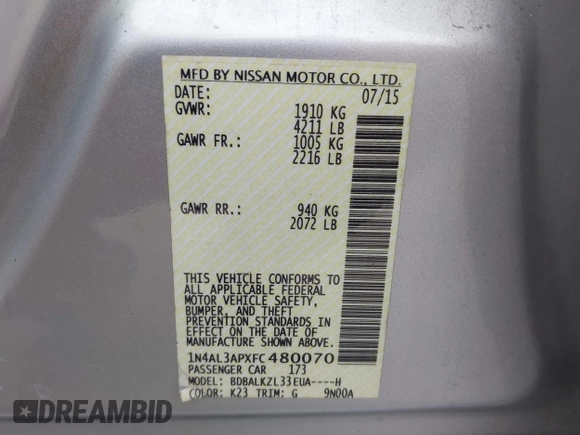 MFD BY NISSAN MOTOR CO., LTD.
DATE: 07/15
GVWR: 1910 KG
4211 LB
GAWR FR.: 1005 KG
2216 LB
GAWR RR.: 940 KG
2072 LB
THIS VEHICLE CONFORMS TO
ALL APPLICABLE FEDERAL
MOTOR VEHICLE SAFETY,
BUMPER, AND THEFT
PREVENTION STANDARDS IN
EFFECT ON THE DATE OF
MANUFACTURE SHOWN ABOVE.
1N4AL3APXFC480070
PASSENGER CAR 173
MODEL: BDBALKZL33EUA----H
COLOR: K23 TRIM: G 9N00A
DREAMBID